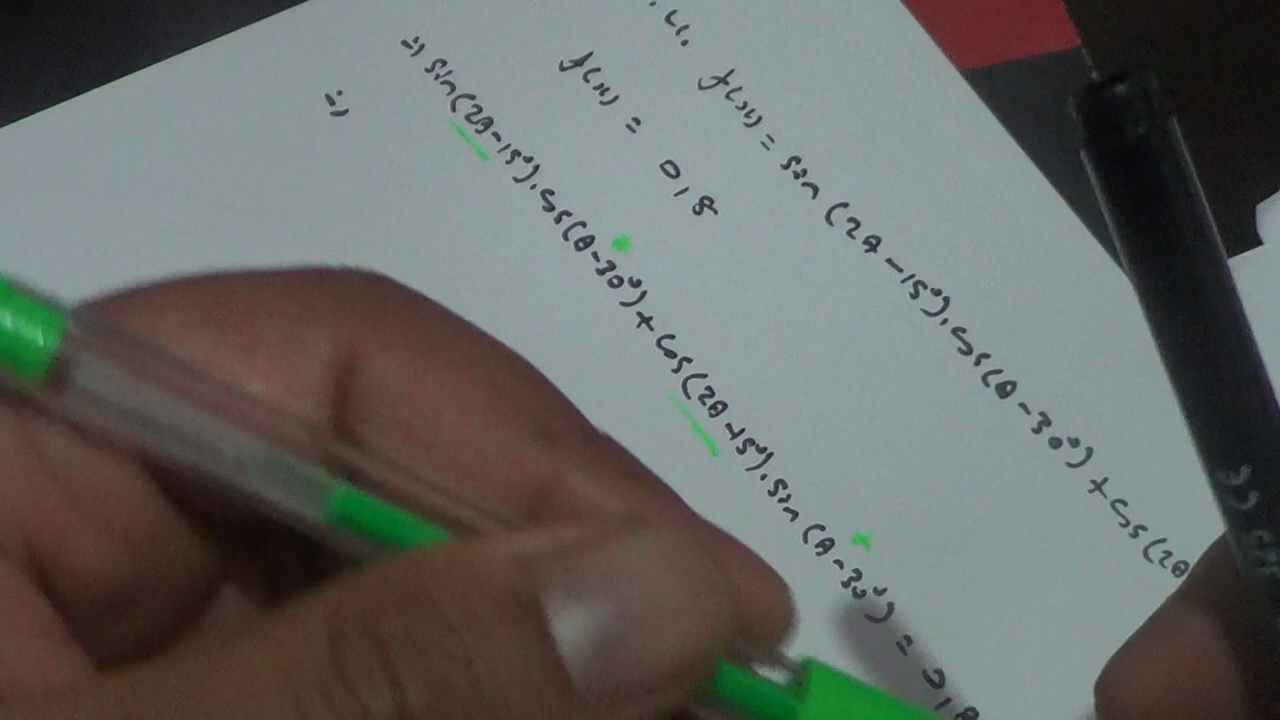 f(x) = sin(2θ-15°).cos(θ-30°)+cos(2θ
f(x) = 0,8
∴ sin(2θ-15°).cos(θ-30°)+cos(2θ-15°).sin(θ-30°) = 0,8
∴